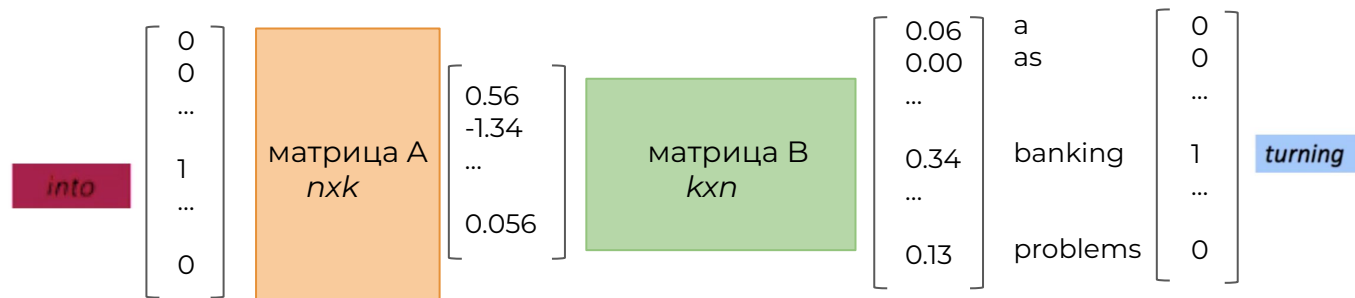 into
0
0
...
1
...
0
матрица А
nxk
0.56
-1.34
...
0.056
матрица В
kxn
0.06
0.00
...
0.34
...
0.13
a
as
banking
problems
0
0
...
1
...
0
turning